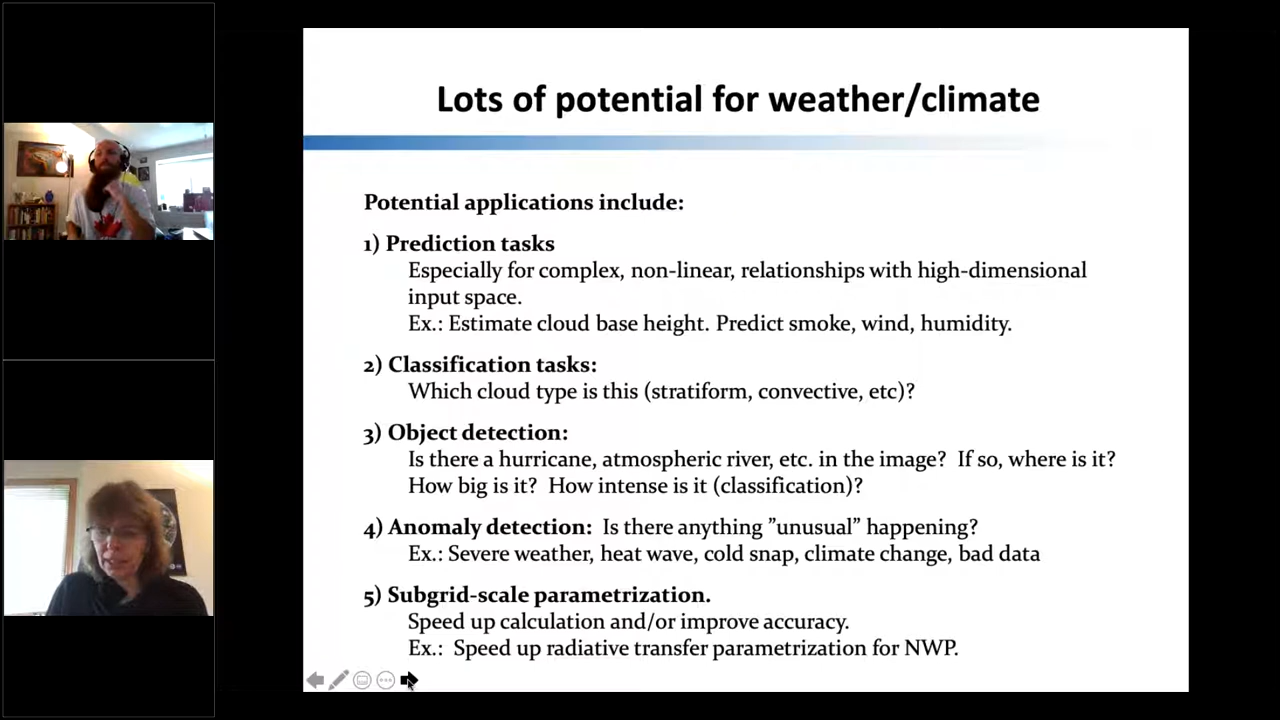 Lots of potential for weather/climate
Potential applications include:
1) Prediction tasks
Especially for complex, non-linear, relationships with high-dimensional
input space.
Ex.: Estimate cloud base height. Predict smoke, wind, humidity.
2) Classification tasks:
Which cloud type is this (stratiform, convective, etc)?
3) Object detection:
Is there a hurricane, atmospheric river, etc. in the image? If so, where is it?
How big is it? How intense is it (classification)?
4) Anomaly detection: Is there anything ”unusual” happening?
Ex.: Severe weather, heat wave, cold snap, climate change, bad data
5) Subgrid-scale parametrization.
Speed up calculation and/or improve accuracy.
Ex.: Speed up radiative transfer parametrization for NWP.